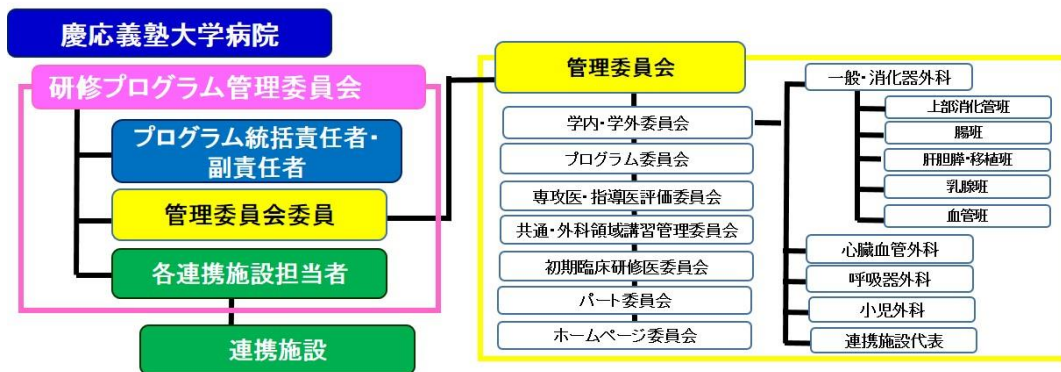 慶応義塾大学病院
研修プログラム管理委員会
プログラム統括責任者・
副責任者
管理委員会委員
各連携施設担当者
連携施設
管理委員会
学内・学外委員会
プログラム委員会
専攻医・指導医評価委員会
共通・外科領域講習管理委員会
初期臨床研修医委員会
パート委員会
ホームページ委員会
一般・消化器外科
上部消化管班
腸班
肝胆膵・移植班
乳腺班
血管班
心臓血管外科
呼吸器外科
小児外科
連携施設代表